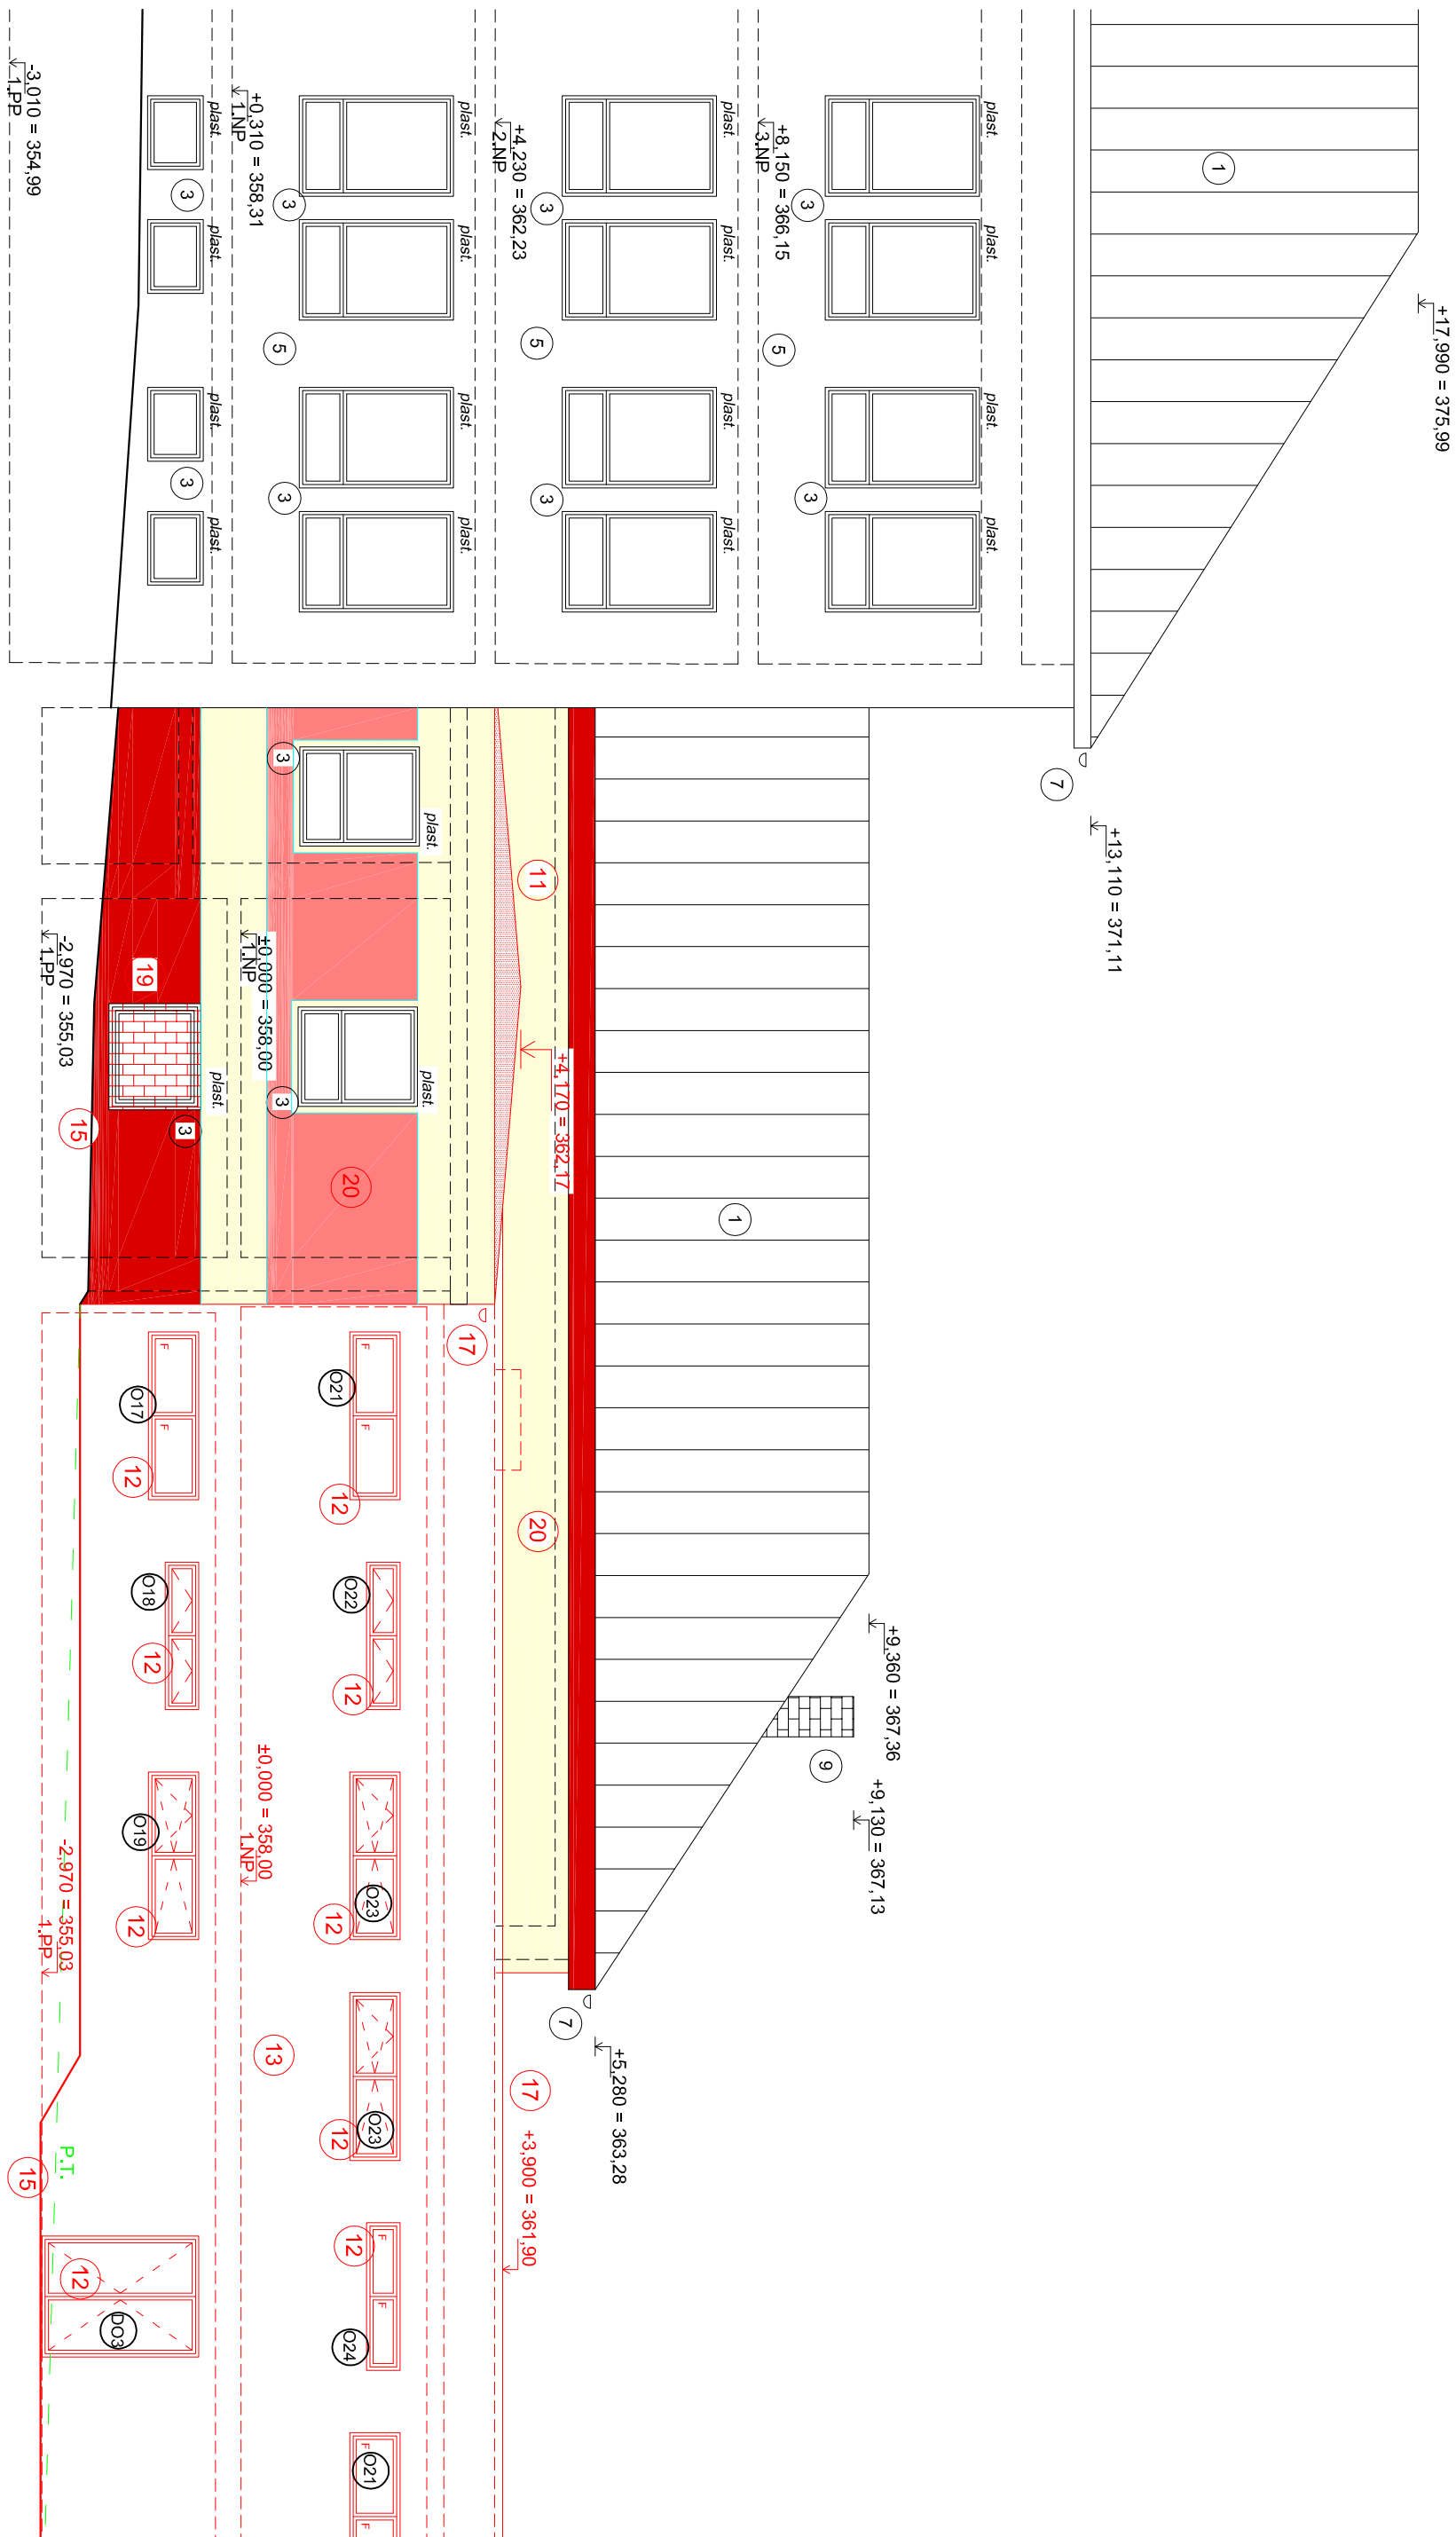 +17,990 = 375,99
1
+13,110 = 371,11
7
plast.
plast.
plast.
plast.
3
3
+8,150 = 366,15
3.NP
5
plast.
plast.
plast.
plast.
3
3
+4,230 = 362,23
2.NP
5
plast.
plast.
plast.
plast.
3
3
+0,310 = 358,31
1.NP
5
plast.
plast.
plast.
plast.
3
3
-3,010 = 354,99
1.PP
+9,360 = 367,36
9
+9,130 = 367,13
1
+5,280 = 363,28
7
11
+4,170 = 362,17
20
17
+3,900 = 361,90
17
plast.
plast.
3
3
20
±0,000 = 358,00
1.NP
19
plast.
3
15
-2,970 = 355,03
1.PP
F
F
O21
12
O22
12
O23
12
O23
12
F
F
12
O24
F
F
O21
±0,000 = 358,00
1.NP
13
F
F
O17
12
O18
12
O19
12
-2,970 = 355,03
1.PP
P.T.
15
12
DO3